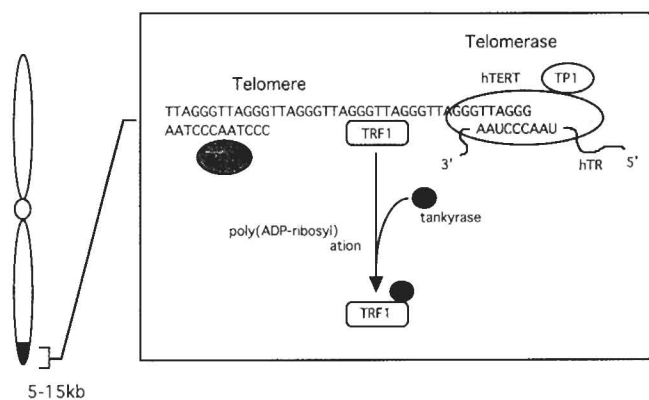 Telomerase
Telomere
hTERT
TP1
TTAGGGTTAGGGTTAGGGTTAGGGTTAGGGTTAGGGTTAGGG
AATCCCAATCCC
TRF1
AAUCCCAAU
3'
hTR
5'
tankyrase
poly(ADP-ribosyl)
ation
TRF1
5-15kb